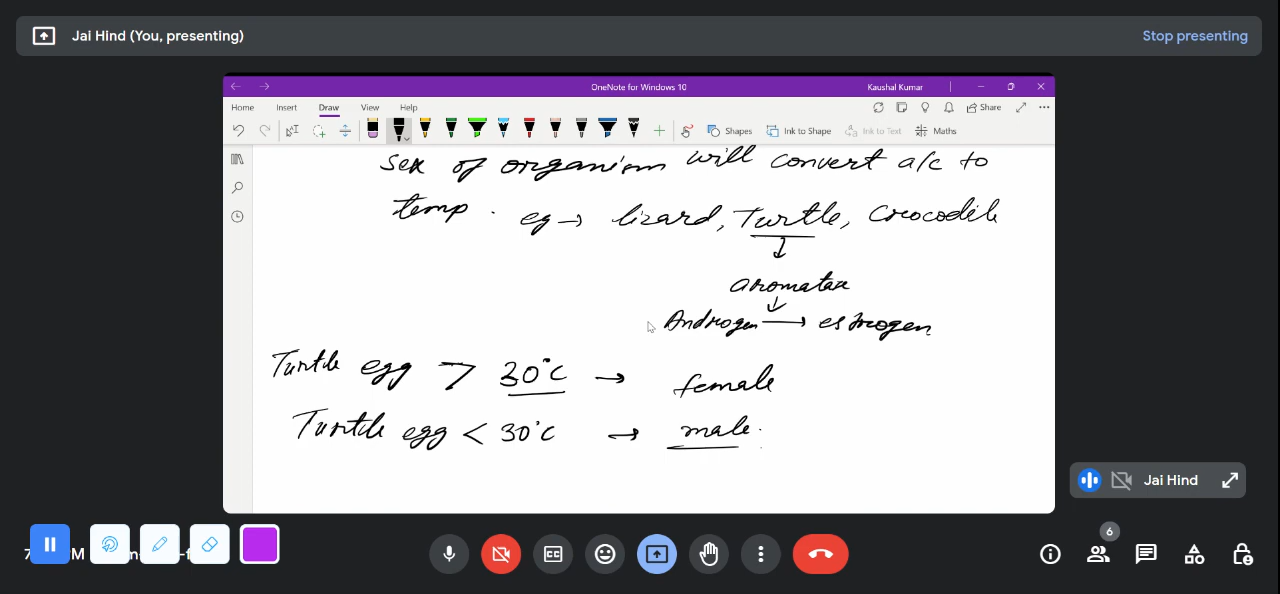 Jai Hind (You, presenting)
Stop presenting
OneNote for Windows 10
Kaushal Kumar
Home Insert Draw View Help
Share
Shapes Ink to Shape Ink to Text Maths
Sex of organism will convert a/c to
temp. eg → lizard, Turtle, Crocodile
↓
aromatase
↓
Androgen → estrogen
Turtle egg > 30°C → female
Turtle egg < 30°C → male.
Jai Hind
6